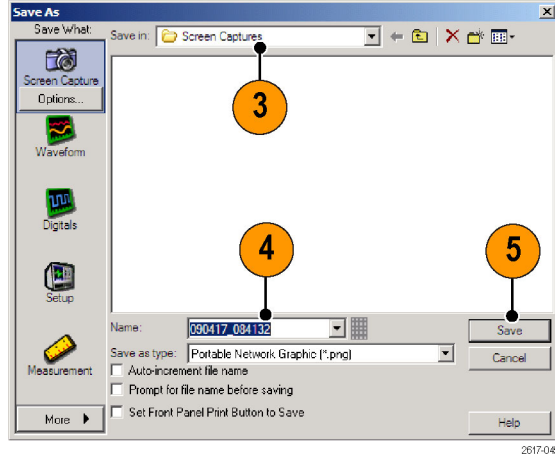 Save As
Save What:
Save in: Screen Captures
Screen Capture
Options...
3
Waveform
Digitals
4
5
Setup
Name: 090417_084132
Save
Save as type: Portable Network Graphic (*.png)
Cancel
Measurement
Auto-increment file name
Prompt for file name before saving
Set Front Panel Print Button to Save
More
Help